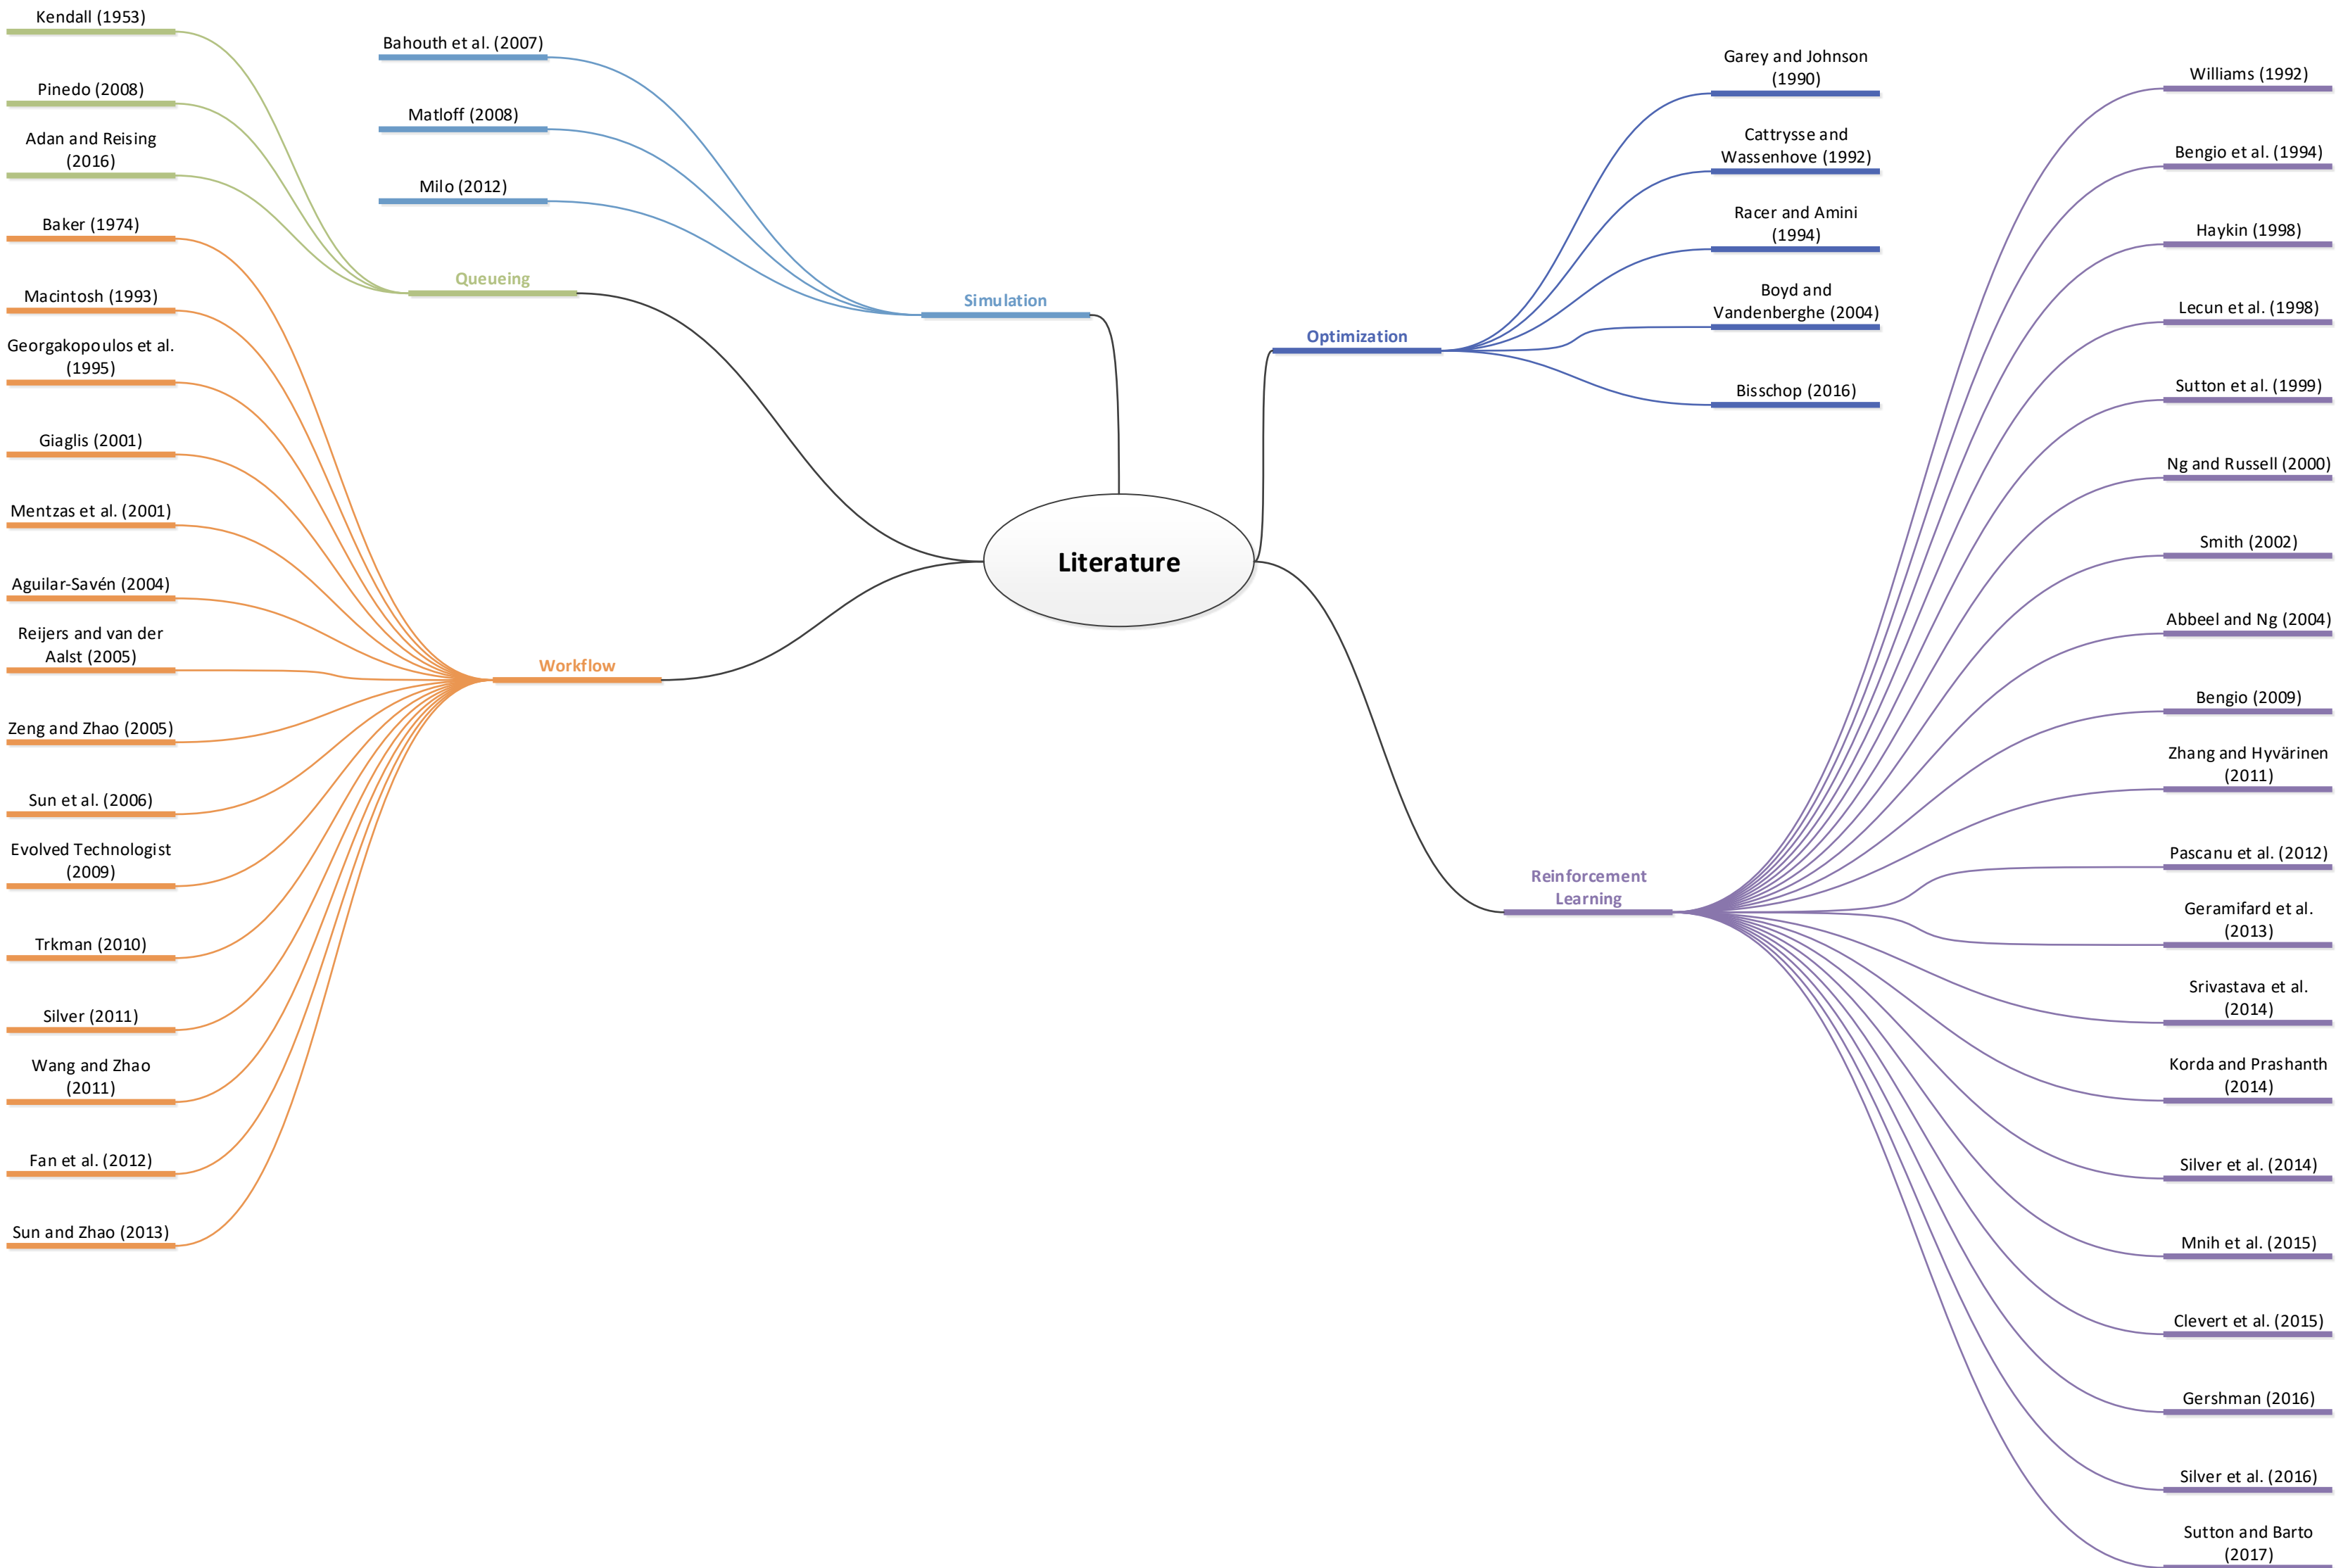 Kendall (1953)
Pinedo (2008)
Adan and Reising
(2016)
Queueing
Bahouth et al. (2007)
Matloff (2008)
Milo (2012)
Simulation
Baker (1974)
Macintosh (1993)
Georgakopoulos et al.
(1995)
Giaglis (2001)
Mentzas et al. (2001)
Aguilar-Savén (2004)
Reijers and van der
Aalst (2005)
Zeng and Zhao (2005)
Sun et al. (2006)
Evolved Technologist
(2009)
Trkman (2010)
Silver (2011)
Wang and Zhao
(2011)
Fan et al. (2012)
Sun and Zhao (2013)
Workflow
Literature
Optimization
Garey and Johnson
(1990)
Cattrysse and
Wassenhove (1992)
Racer and Amini
(1994)
Boyd and
Vandenberghe (2004)
Bisschop (2016)
Reinforcement
Learning
Williams (1992)
Bengio et al. (1994)
Haykin (1998)
Lecun et al. (1998)
Sutton et al. (1999)
Ng and Russell (2000)
Smith (2002)
Abbeel and Ng (2004)
Bengio (2009)
Zhang and Hyvärinen
(2011)
Pascanu et al. (2012)
Geramifard et al.
(2013)
Srivastava et al.
(2014)
Korda and Prashanth
(2014)
Silver et al. (2014)
Mnih et al. (2015)
Clevert et al. (2015)
Gershman (2016)
Silver et al. (2016)
Sutton and Barto
(2017)